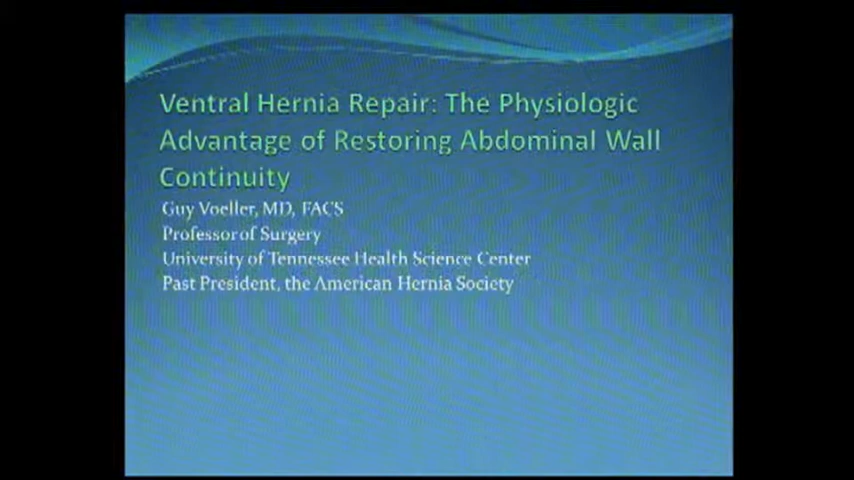 Ventral Hernia Repair: The Physiologic
Advantage of Restoring Abdominal Wall
Continuity
Guy Voeller, MD, FACS
Professor of Surgery
University of Tennessee Health Science Center
Past President, the American Hernia Society